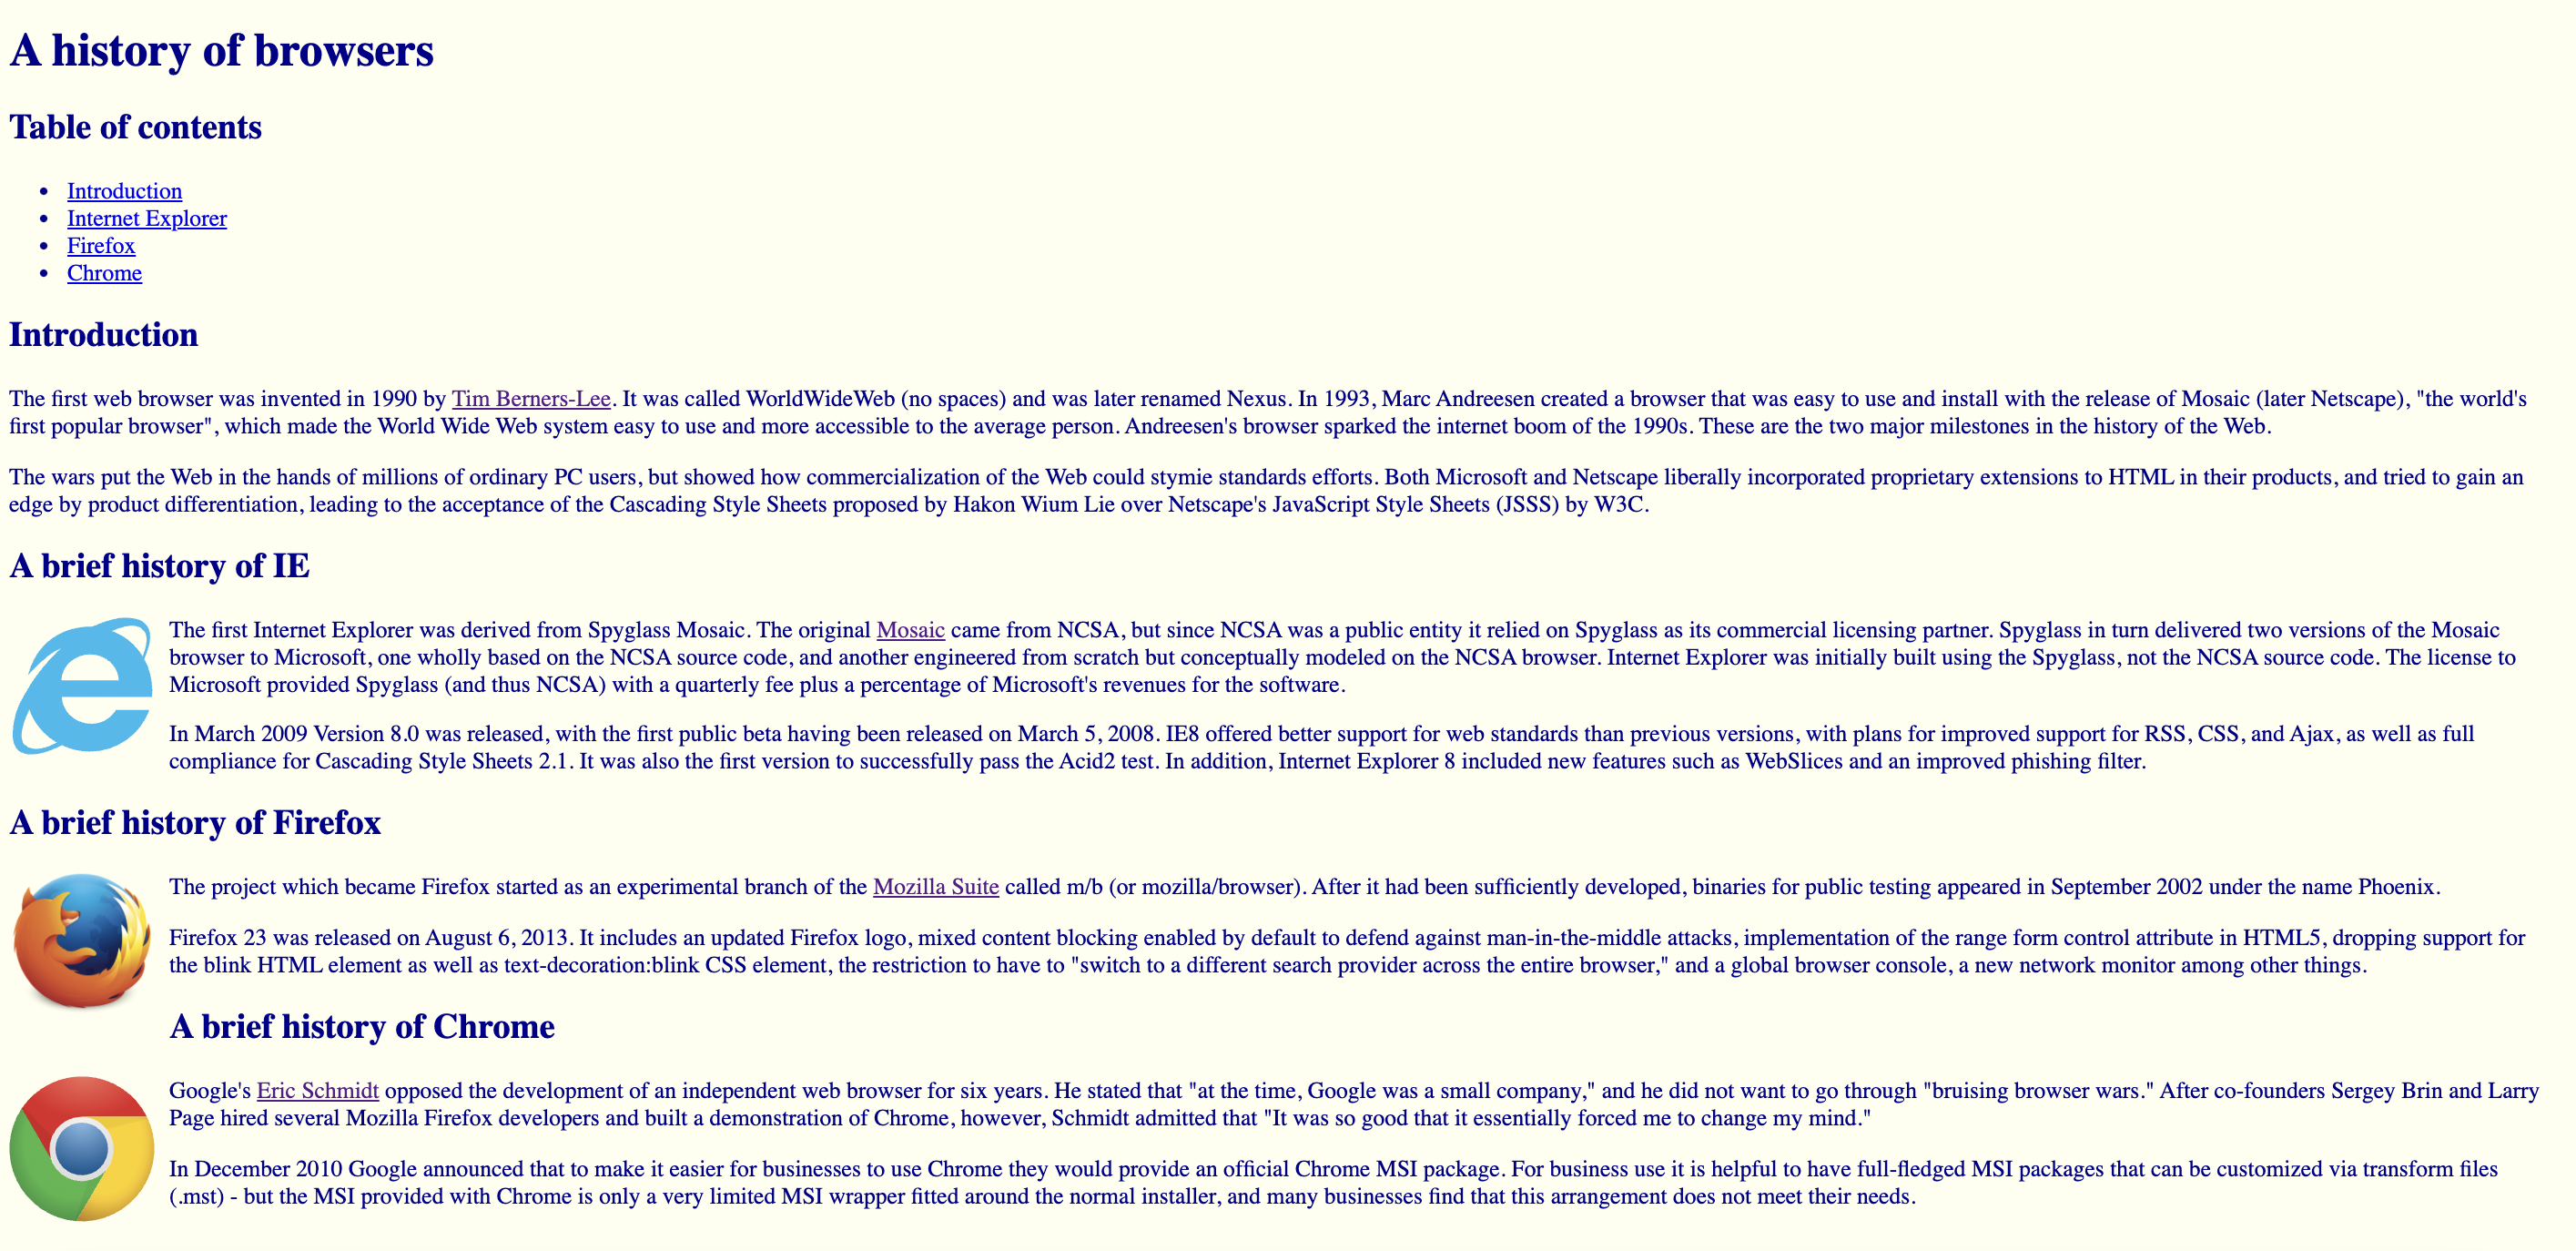 A history of browsers
Table of contents
Introduction
Internet Explorer
Firefox
Chrome
Introduction
The first web browser was invented in 1990 by Tim Berners-Lee. It was called WorldWideWeb (no spaces) and was later renamed Nexus. In 1993, Marc Andreesen created a browser that was easy to use and install with the release of Mosaic (later Netscape), "the world's
first popular browser", which made the World Wide Web system easy to use and more accessible to the average person. Andreesen's browser sparked the internet boom of the 1990s. These are the two major milestones in the history of the Web.
The wars put the Web in the hands of millions of ordinary PC users, but showed how commercialization of the Web could stymie standards efforts. Both Microsoft and Netscape liberally incorporated proprietary extensions to HTML in their products, and tried to gain an
edge by product differentiation, leading to the acceptance of the Cascading Style Sheets proposed by Hakon Wium Lie over Netscape's JavaScript Style Sheets (JSSS) by W3C.
A brief history of IE
The first Internet Explorer was derived from Spyglass Mosaic. The original Mosaic came from NCSA, but since NCSA was a public entity it relied on Spyglass as its commercial licensing partner. Spyglass in turn delivered two versions of the Mosaic
browser to Microsoft, one wholly based on the NCSA source code, and another engineered from scratch but conceptually modeled on the NCSA browser. Internet Explorer was initially built using the Spyglass, not the NCSA source code. The license to
Microsoft provided Spyglass (and thus NCSA) with a quarterly fee plus a percentage of Microsoft's revenues for the software.
In March 2009 Version 8.0 was released, with the first public beta having been released on March 5, 2008. IE8 offered better support for web standards than previous versions, with plans for improved support for RSS, CSS, and Ajax, as well as full
compliance for Cascading Style Sheets 2.1. It was also the first version to successfully pass the Acid2 test. In addition, Internet Explorer 8 included new features such as WebSlices and an improved phishing filter.
A brief history of Firefox
The project which became Firefox started as an experimental branch of the Mozilla Suite called m/b (or mozilla/browser). After it had been sufficiently developed, binaries for public testing appeared in September 2002 under the name Phoenix.
Firefox 23 was released on August 6, 2013. It includes an updated Firefox logo, mixed content blocking enabled by default to defend against man-in-the-middle attacks, implementation of the range form control attribute in HTML5, dropping support for
the blink HTML element as well as text-decoration:blink CSS element, the restriction to have to "switch to a different search provider across the entire browser," and a global browser console, a new network monitor among other things.
A brief history of Chrome
Google's Eric Schmidt opposed the development of an independent web browser for six years. He stated that "at the time, Google was a small company," and he did not want to go through "bruising browser wars." After co-founders Sergey Brin and Larry
Page hired several Mozilla Firefox developers and built a demonstration of Chrome, however, Schmidt admitted that "It was so good that it essentially forced me to change my mind."
In December 2010 Google announced that to make it easier for businesses to use Chrome they would provide an official Chrome MSI package. For business use it is helpful to have full-fledged MSI packages that can be customized via transform files
(.mst) - but the MSI provided with Chrome is only a very limited MSI wrapper fitted around the normal installer, and many businesses find that this arrangement does not meet their needs.